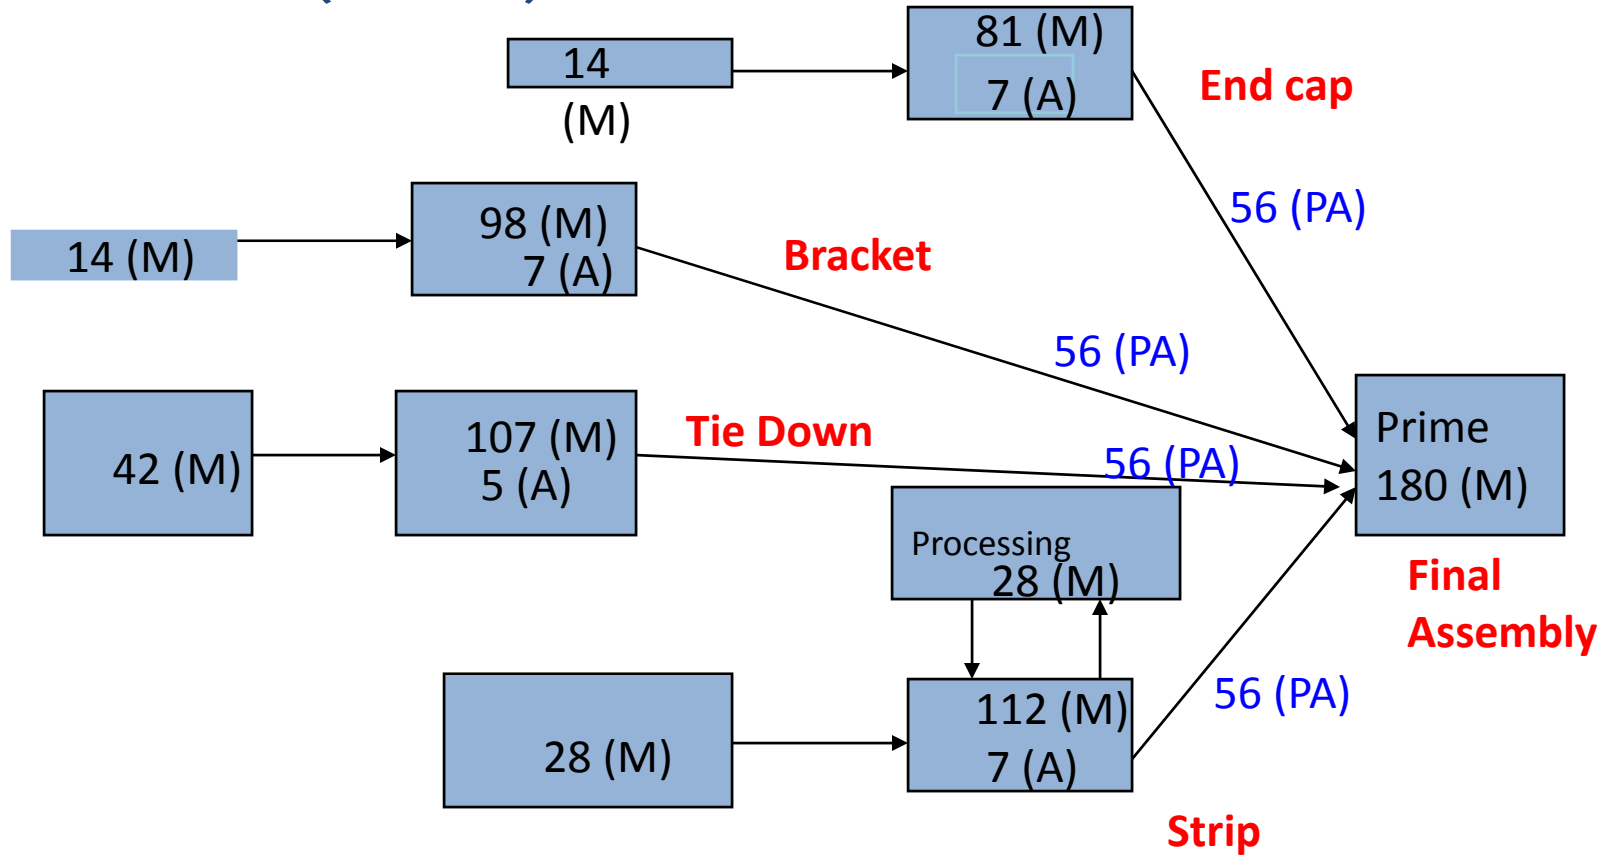 14
(M)
81 (M)
7 (A)
End cap
56 (PA)
14 (M)
98 (M)
7 (A)
Bracket
56 (PA)
42 (M)
107 (M)
5 (A)
Tie Down
56 (PA)
Prime
180 (M)
Final
Assembly
Processing
28 (M)
28 (M)
112 (M)
7 (A)
56 (PA)
Strip